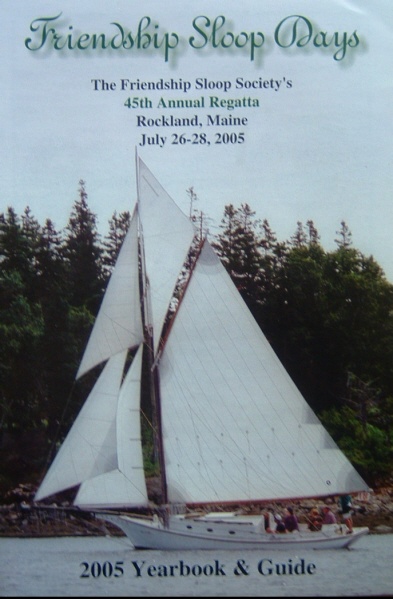 Friendship Sloop Days
The Friendship Sloop Society's
45th Annual Regatta
Rockland, Maine
July 26-28, 2005
2005 Yearbook & Guide